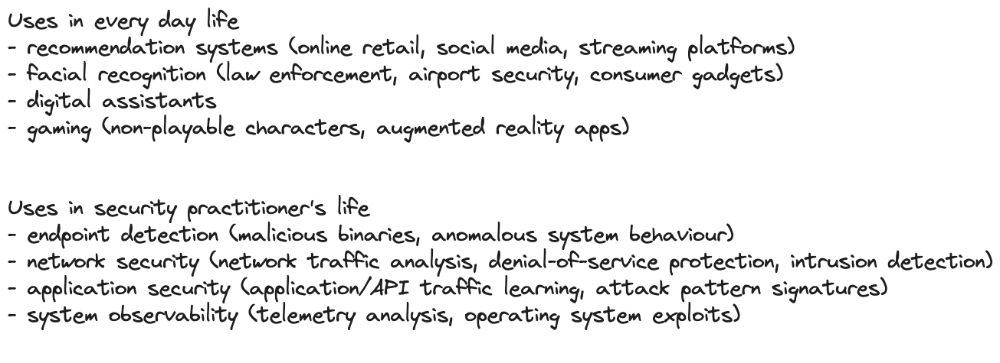 Uses in every day life
- recommendation systems (online retail, social media, streaming platforms)
- facial recognition (law enforcement, airport security, consumer gadgets)
- digital assistants
- gaming (non-playable characters, augmented reality apps)
Uses in security practitioner's life
- endpoint detection (malicious binaries, anomalous system behaviour)
- network security (network traffic analysis, denial-of-service protection, intrusion detection)
- application security (application/API traffic learning, attack pattern signatures)
- system observability (telemetry analysis, operating system exploits)